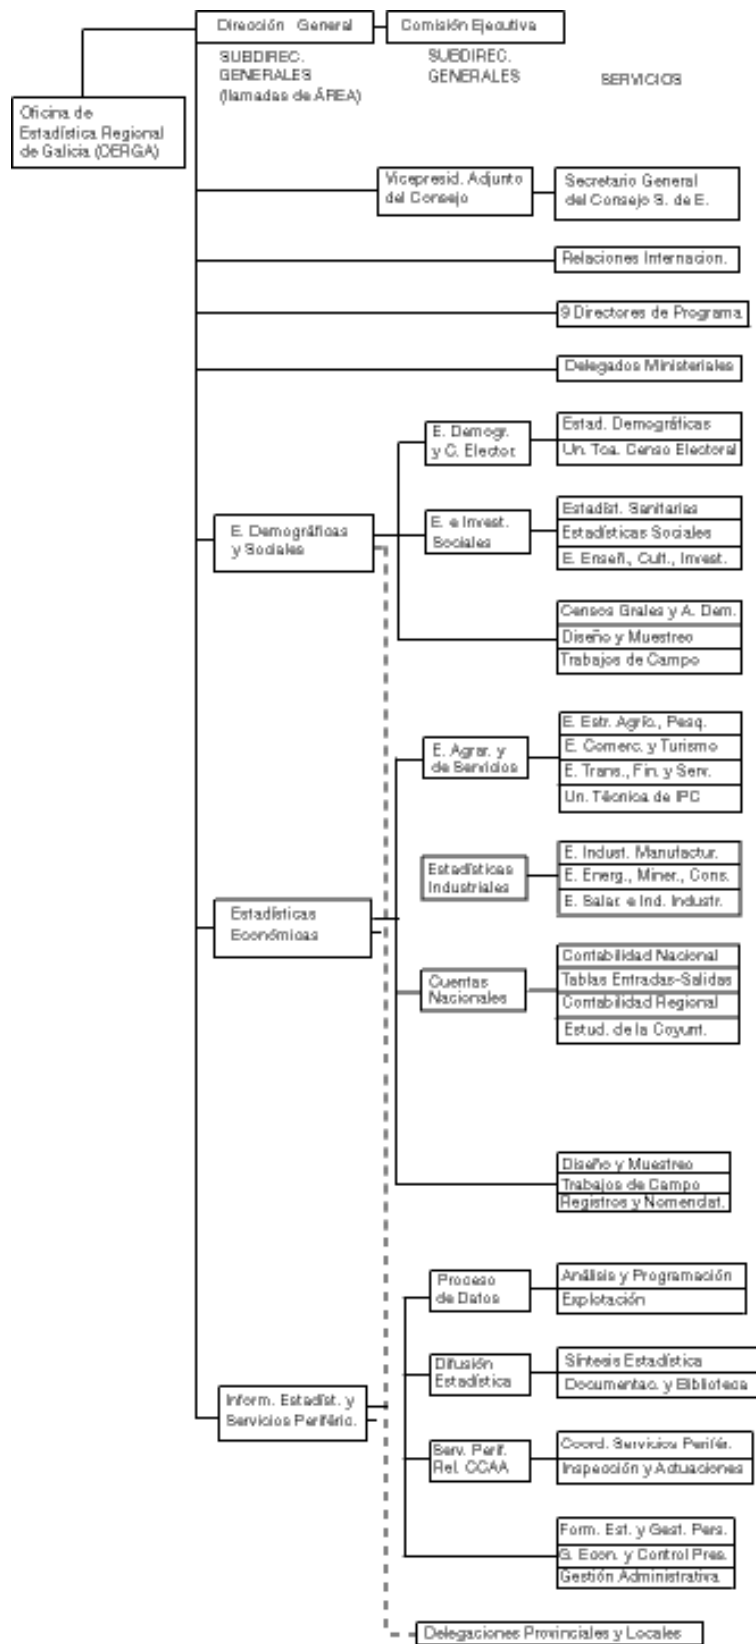 Dirección General
Comisión Ejecutiva
SUBDIREC.
GENERALES
(llamadas de ÁREA)
SUBDIREC.
GENERALES
SERVICIOS
Oficina de
Estadística Regional
de Galicia (OERGA)
Vicepresid. Adjunto
del Consejo
Secretario General
del Consejo S. de E.
Relaciones Internacion.
9 Directores de Programa
Delegados Ministeriales
E. Demográficas
y Sociales
E. Demogr.
y C. Elector.
Estad. Demográficas
Un. Tca. Censo Electoral
E. e Invest.
Sociales
Estadíst. Sanitarias
Estadísticas Sociales
E. Enseñ., Cult., Invest.
Censos Grales y A. Dem.
Diseño y Muestreo
Trabajos de Campo
Estadísticas
Económicas
E. Agrar. y
de Servicios
E. Estr. Agríc., Pesq.
E. Comerc. y Turismo
E. Trans., Fin. y Serv.
Un. Técnica de IPC
Estadísticas
Industriales
E. Indust. Manufactur.
E. Energ., Miner., Cons.
E. Salar. e Ind. Industr.
Cuentas
Nacionales
Contabilidad Nacional
Tablas Entradas-Salidas
Contabilidad Regional
Estud. de la Coyunt.
Diseño y Muestreo
Trabajos de Campo
Registros y Nomenclat.
Inform. Estadíst. y
Servicios Periféric.
Proceso
de Datos
Análisis y Programación
Explotación
Difusión
Estadística
Síntesis Estadística
Documentac. y Biblioteca
Serv. Perif.
Rel. CCAA
Coord. Servicios Perifér.
Inspección y Actuaciones
Form. Est. y Gest. Pers.
G. Econ. y Control Pres.
Gestión Administrativa
Delegaciones Provinciales y Locales